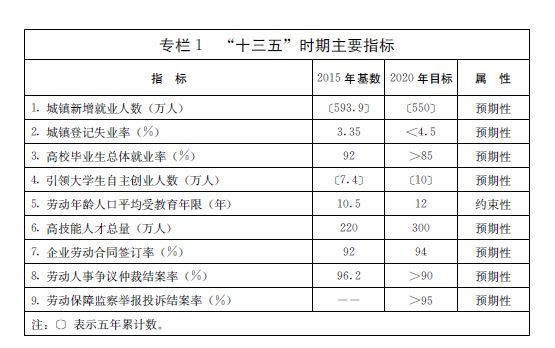 专栏1 “十三五”时期主要指标
指 标 2015年基数 2020年目标 属 性
1. 城镇新增就业人数（万人） 〔593.9〕 〔550〕 预期性
2. 城镇登记失业率（%） 3.35 <4.5 预期性
3. 高校毕业生总体就业率（%） 92 >85 预期性
4. 引领大学生自主创业人数（万人） 〔7.4〕 〔10〕 预期性
5. 劳动年龄人口平均受教育年限（年） 10.5 12 约束性
6. 高技能人才总量（万人） 220 300 预期性
7. 企业劳动合同签订率（%） 92 94 预期性
8. 劳动人事争议仲裁结案率（%） 96.2 >90 预期性
9. 劳动保障监察举报投诉结案率（%） —— >95 预期性
注：〔〕表示五年累计数。